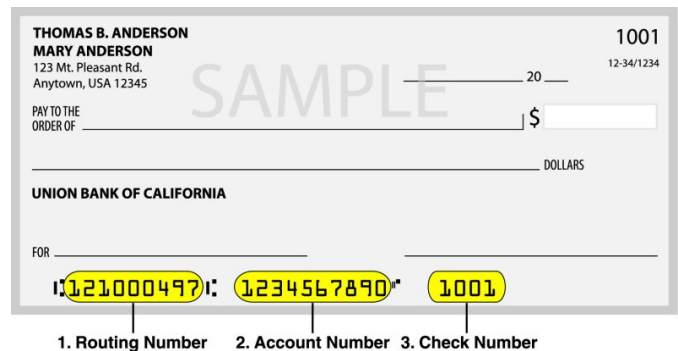 THOMAS B. ANDERSON
MARY ANDERSON
123 Mt. Pleasant Rd.
Anytown, USA 12345
1001
12-34/1234
SAMPLE
20
PAY TO THE
ORDER OF
$
DOLLARS
UNION BANK OF CALIFORNIA
FOR
⑆121000497⑆ 1234567890⑈ 1001
1. Routing Number 2. Account Number 3. Check Number